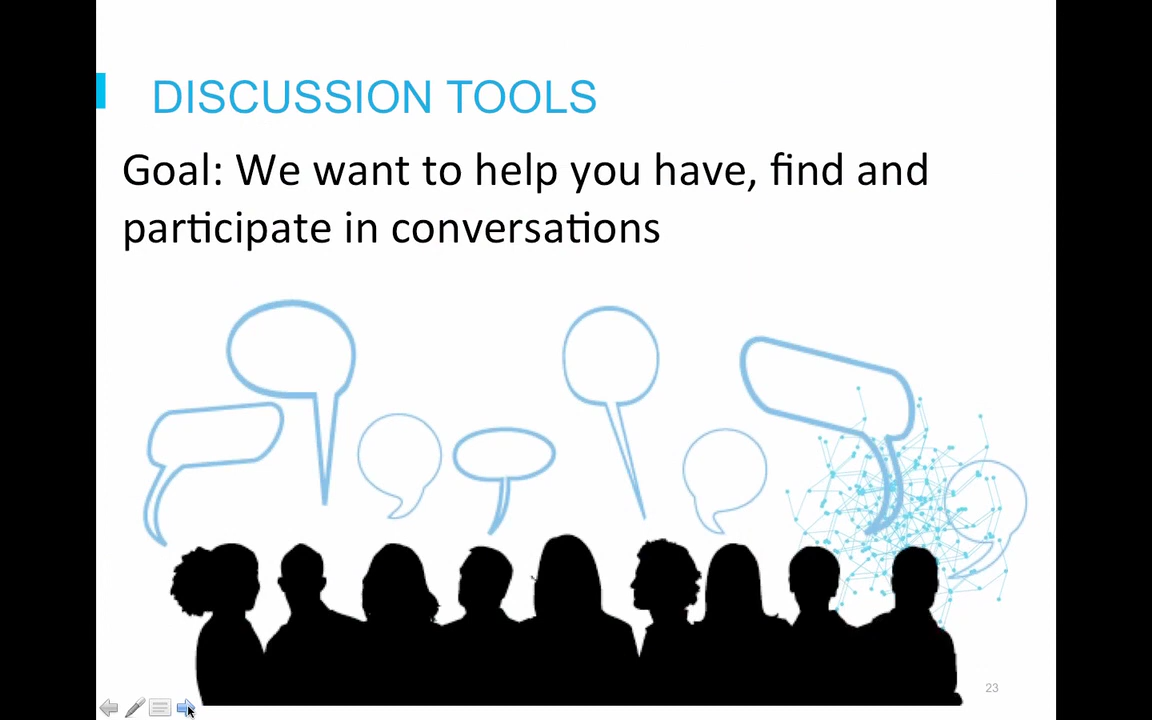 DISCUSSION TOOLS
Goal: We want to help you have, find and
participate in conversations
23